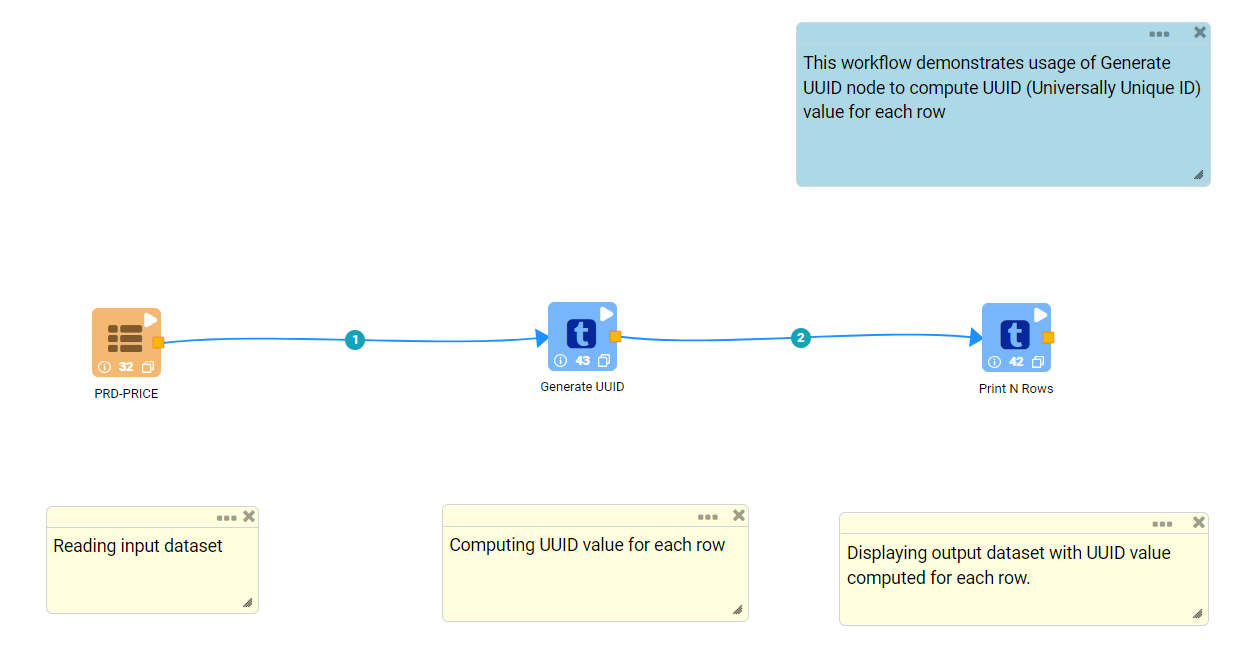 This workflow demonstrates usage of Generate
UUID node to compute UUID (Universally Unique ID)
value for each row
32
PRD-PRICE
1
t
43
Generate UUID
2
t
42
Print N Rows
Reading input dataset
Computing UUID value for each row
Displaying output dataset with UUID value
computed for each row.